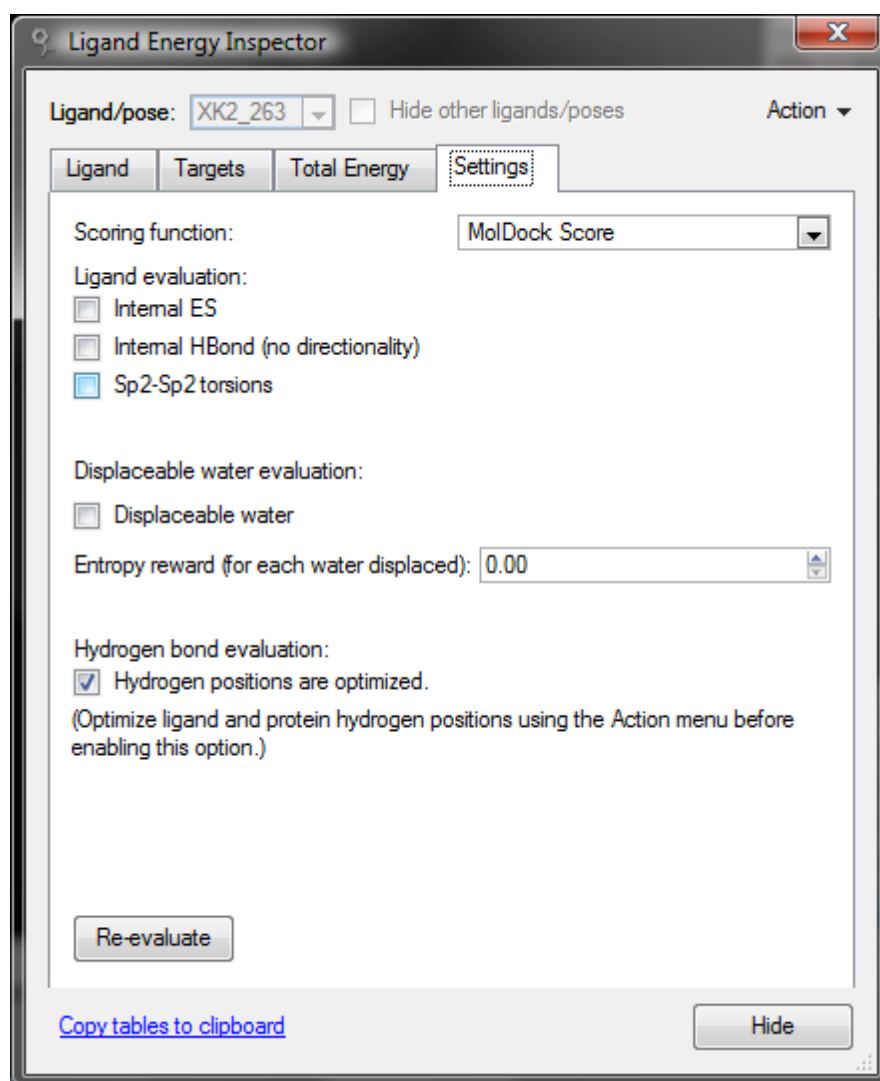 Ligand Energy Inspector
Ligand/pose: XK2_263 Hide other ligands/poses Action
Ligand Targets Total Energy Settings
Scoring function: MolDock Score
Ligand evaluation:
Internal ES
Internal HBond (no directionality)
Sp2-Sp2 torsions
Displaceable water evaluation:
Displaceable water
Entropy reward (for each water displaced): 0.00
Hydrogen bond evaluation:
Hydrogen positions are optimized.
(Optimize ligand and protein hydrogen positions using the Action menu before
enabling this option.)
Re-evaluate
Copy tables to clipboard Hide